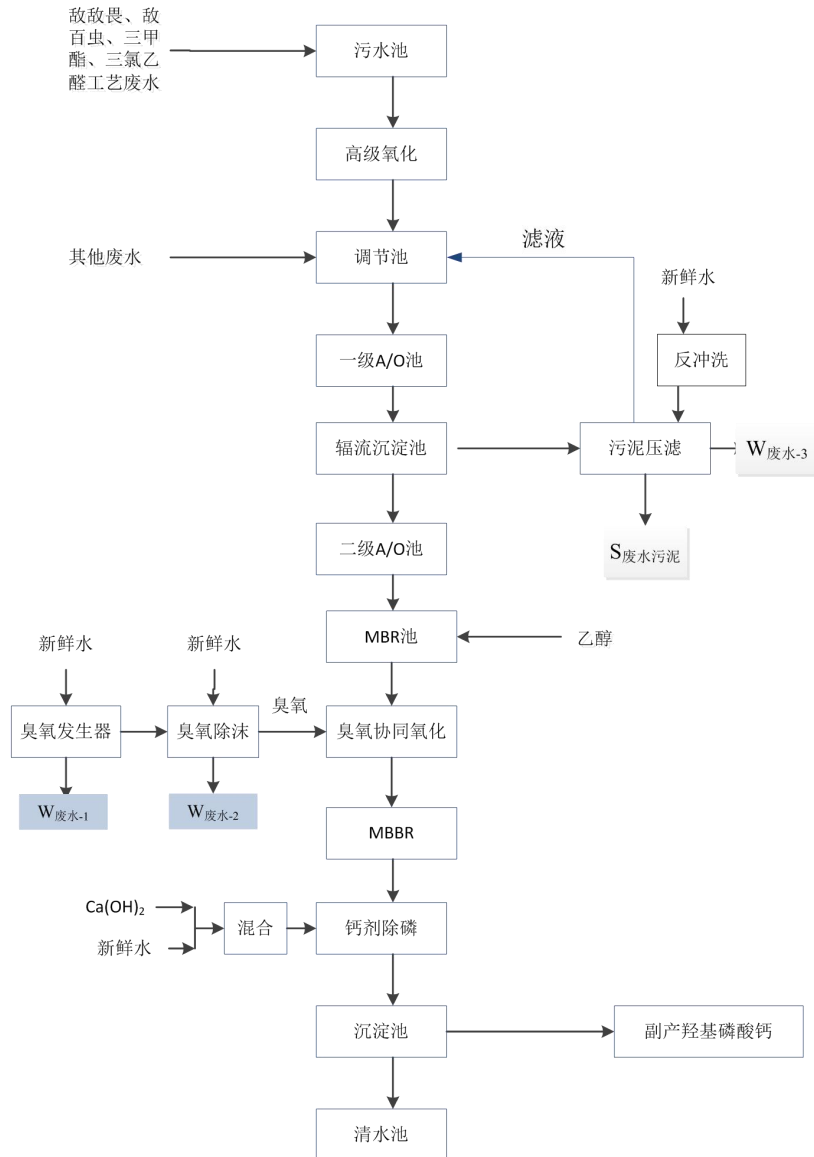 敌敌畏、敌
百虫、三甲
酯、三氯乙
醛工艺废水
污水池
高级氧化
其他废水
调节池
滤液
新鲜水
一级A/O池
反冲洗
辐流沉淀池
污泥压滤
W废水-3
二级A/O池
S废水污泥
MBR池
乙醇
新鲜水
新鲜水
臭氧发生器
臭氧除沫
臭氧
臭氧协同氧化
W废水-1
W废水-2
MBBR
Ca(OH)₂
新鲜水
混合
钙剂除磷
沉淀池
副产羟基磷酸钙
清水池